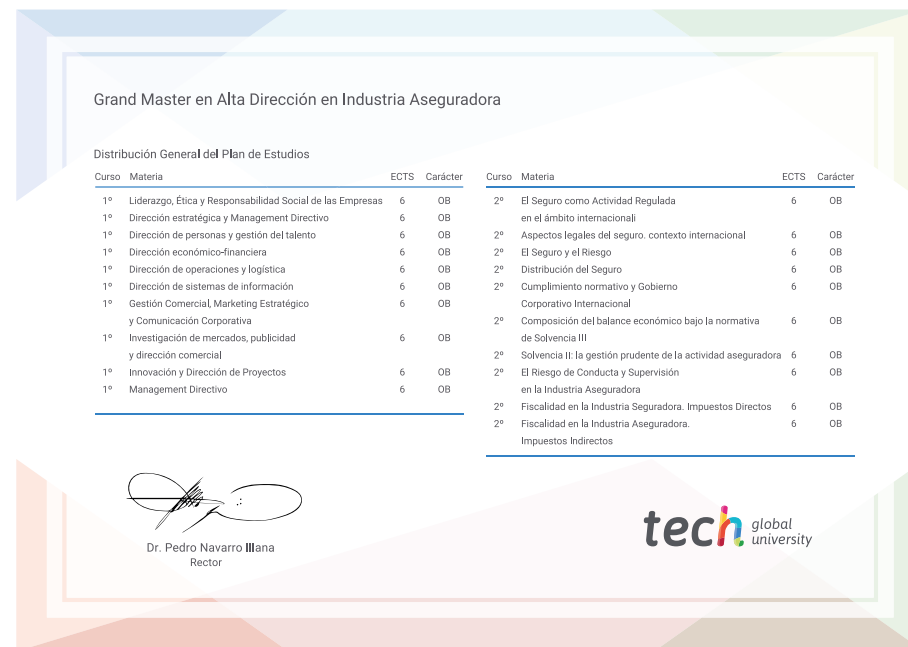 Grand Master en Alta Dirección en Industria Aseguradora
Distribución General del Plan de Estudios
Curso Materia ECTS Carácter
1º Liderazgo, Ética y Responsabilidad Social de las Empresas 6 OB
1º Dirección estratégica y Management Directivo 6 OB
1º Dirección de personas y gestión del talento 6 OB
1º Dirección económico-financiera 6 OB
1º Dirección de operaciones y logística 6 OB
1º Dirección de sistemas de información 6 OB
1º Gestión Comercial, Marketing Estratégico 6 OB
y Comunicación Corporativa
1º Investigación de mercados, publicidad 6 OB
y dirección comercial
1º Innovación y Dirección de Proyectos 6 OB
1º Management Directivo 6 OB
Curso Materia ECTS Carácter
2º El Seguro como Actividad Regulada 6 OB
en el ámbito internacionali
2º Aspectos legales del seguro. contexto internacional 6 OB
2º El Seguro y el Riesgo 6 OB
2º Distribución del Seguro 6 OB
2º Cumplimiento normativo y Gobierno 6 OB
Corporativo Internacional
2º Composición del balance económico bajo la normativa 6 OB
de Solvencia III
2º Solvencia II: la gestión prudente de la actividad aseguradora 6 OB
2º El Riesgo de Conducta y Supervisión 6 OB
en la Industria Aseguradora
2º Fiscalidad en la Industria Seguradora. Impuestos Directos 6 OB
2º Fiscalidad en la Industria Aseguradora. 6 OB
Impuestos Indirectos
Dr. Pedro Navarro Illana
Rector
tech global
university